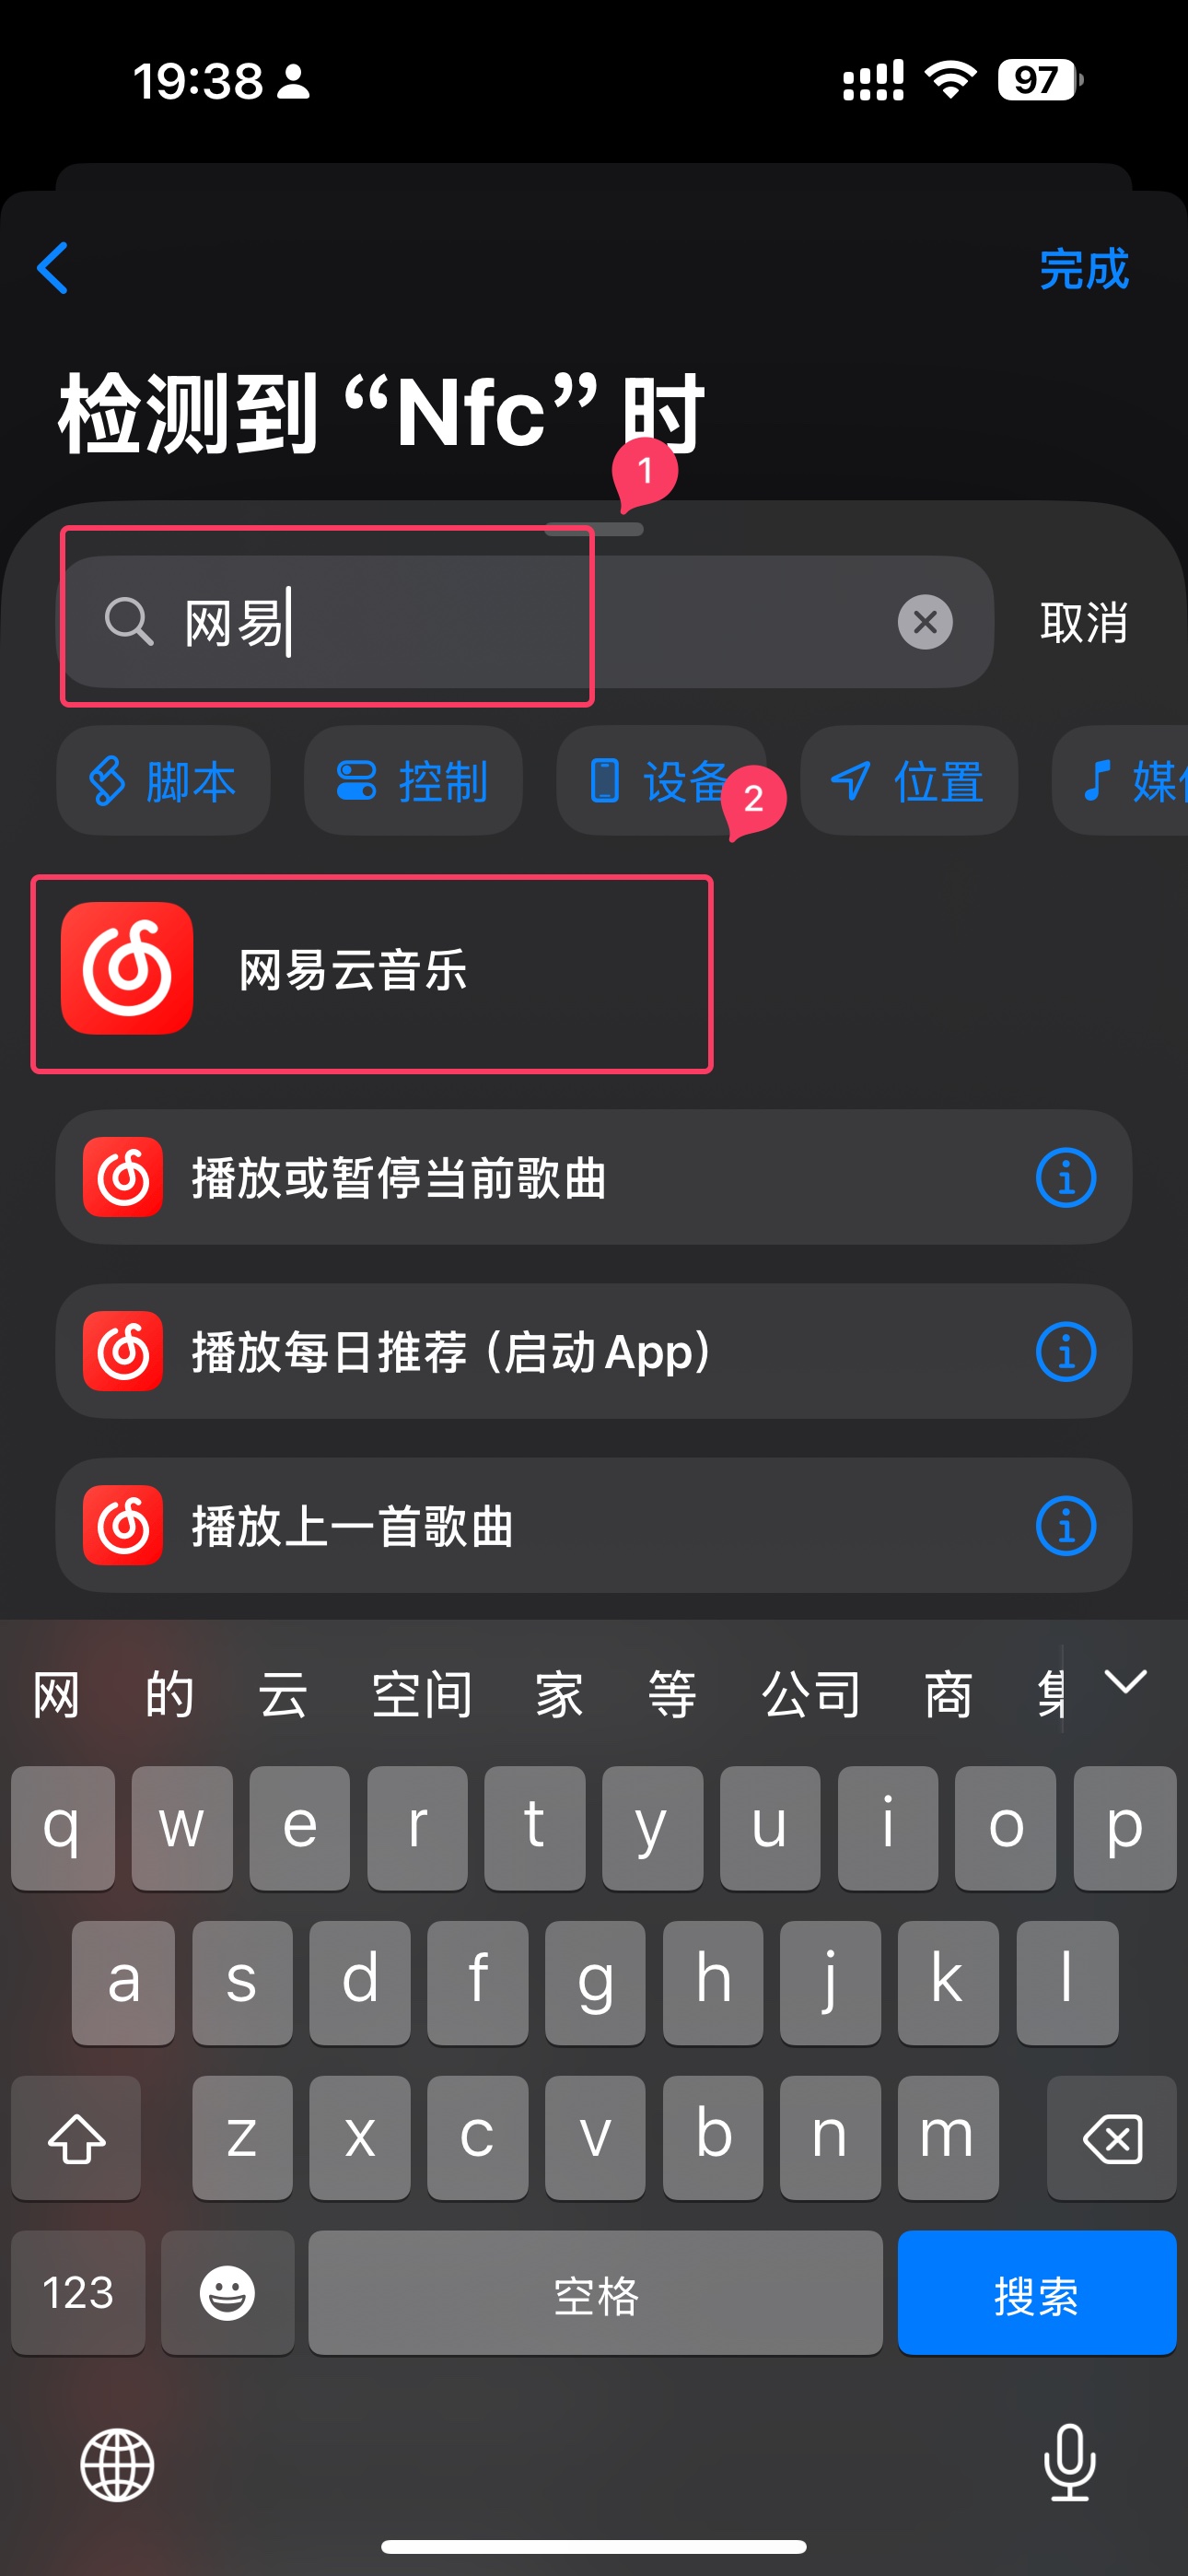 19:38
97
完成
检测到 “Nfc” 时
1
网易
取消
脚本 控制 设备 位置
2
网易云音乐
播放或暂停当前歌曲
播放每日推荐（启动 App）
播放上一首歌曲
网 的 云 空间 家 等 公司 商
q w e r t y u i o p
a s d f g h j k l
z x c v b n m
123 空格 搜索